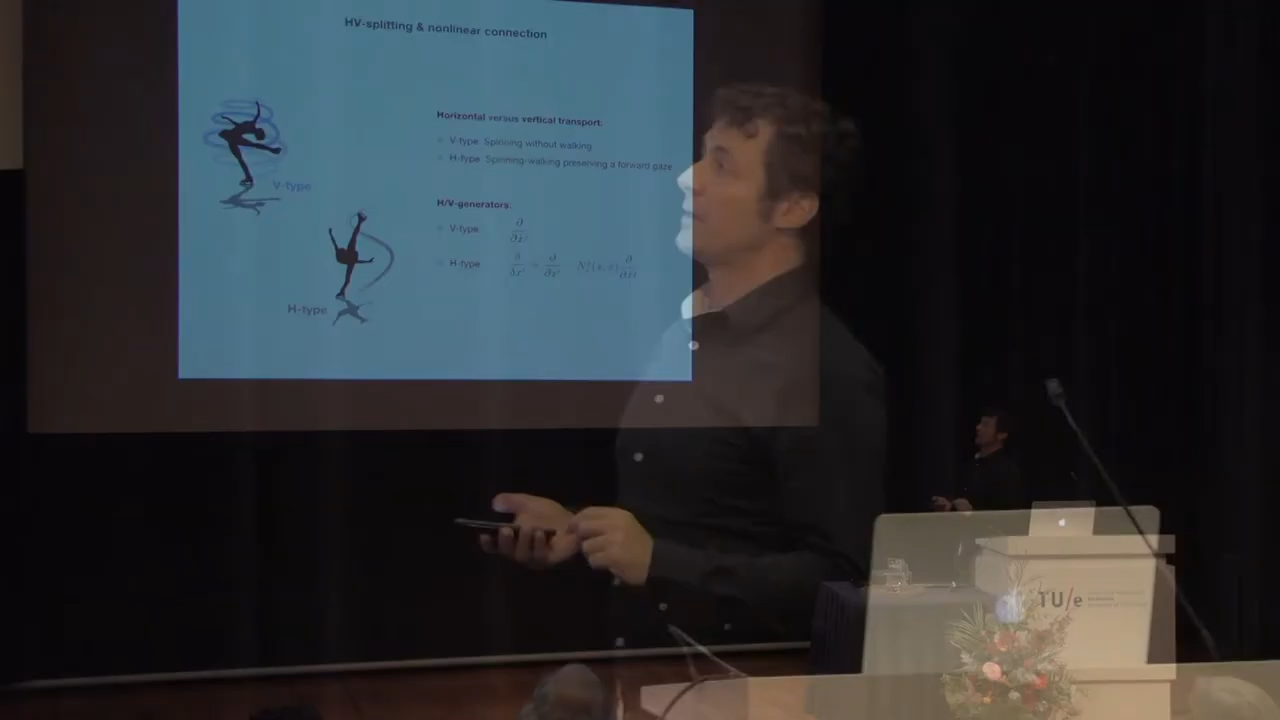 HV-splitting & nonlinear connection
Horizontal versus vertical transport:
V-type Spinning without walking
H-type Spinning-walking preserving a forward gaze
V-type
H/V-generators:
V-type
H-type
H-type
TU/e